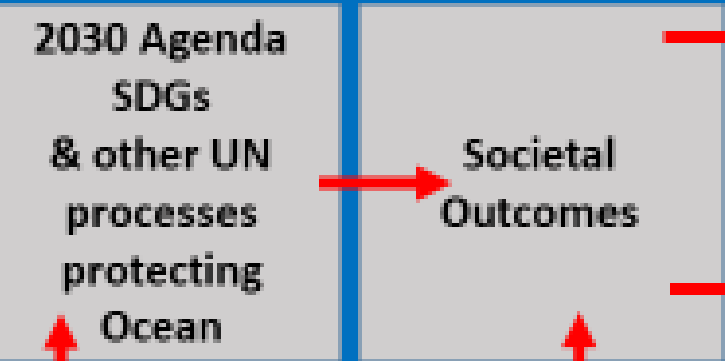 2030 Agenda
SDGs
& other UN
processes
protecting
Ocean
Societal
Outcomes